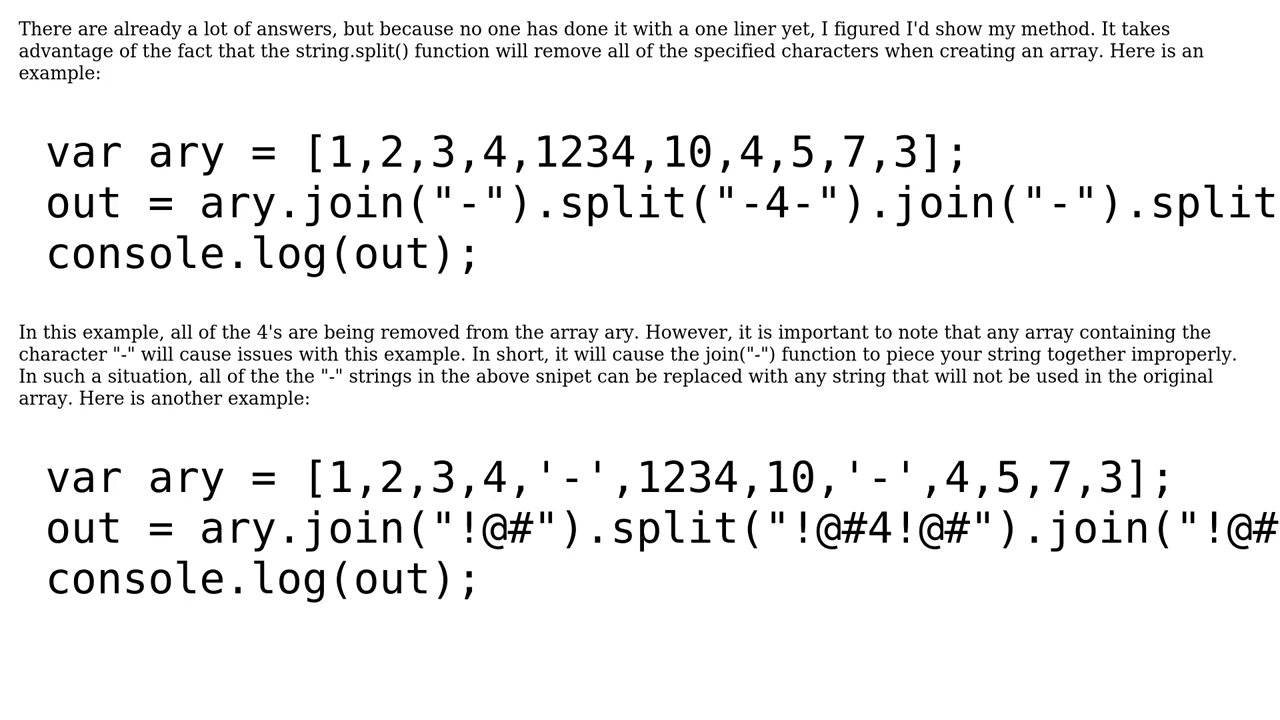 There are already a lot of answers, but because no one has done it with a one liner yet, I figured I'd show my method. It takes
advantage of the fact that the string.split() function will remove all of the specified characters when creating an array. Here is an
example:
var ary = [1,2,3,4,1234,10,4,5,7,3];
out = ary.join("-").split("-4-").join("-").split
console.log(out);
In this example, all of the 4's are being removed from the array ary. However, it is important to note that any array containing the
character "-" will cause issues with this example. In short, it will cause the join("-") function to piece your string together improperly.
In such a situation, all of the the "-" strings in the above snipet can be replaced with any string that will not be used in the original
array. Here is another example:
var ary = [1,2,3,4,'-',1234,10,'-',4,5,7,3];
out = ary.join("!@#").split("!@#4!@#").join("!@#
console.log(out);